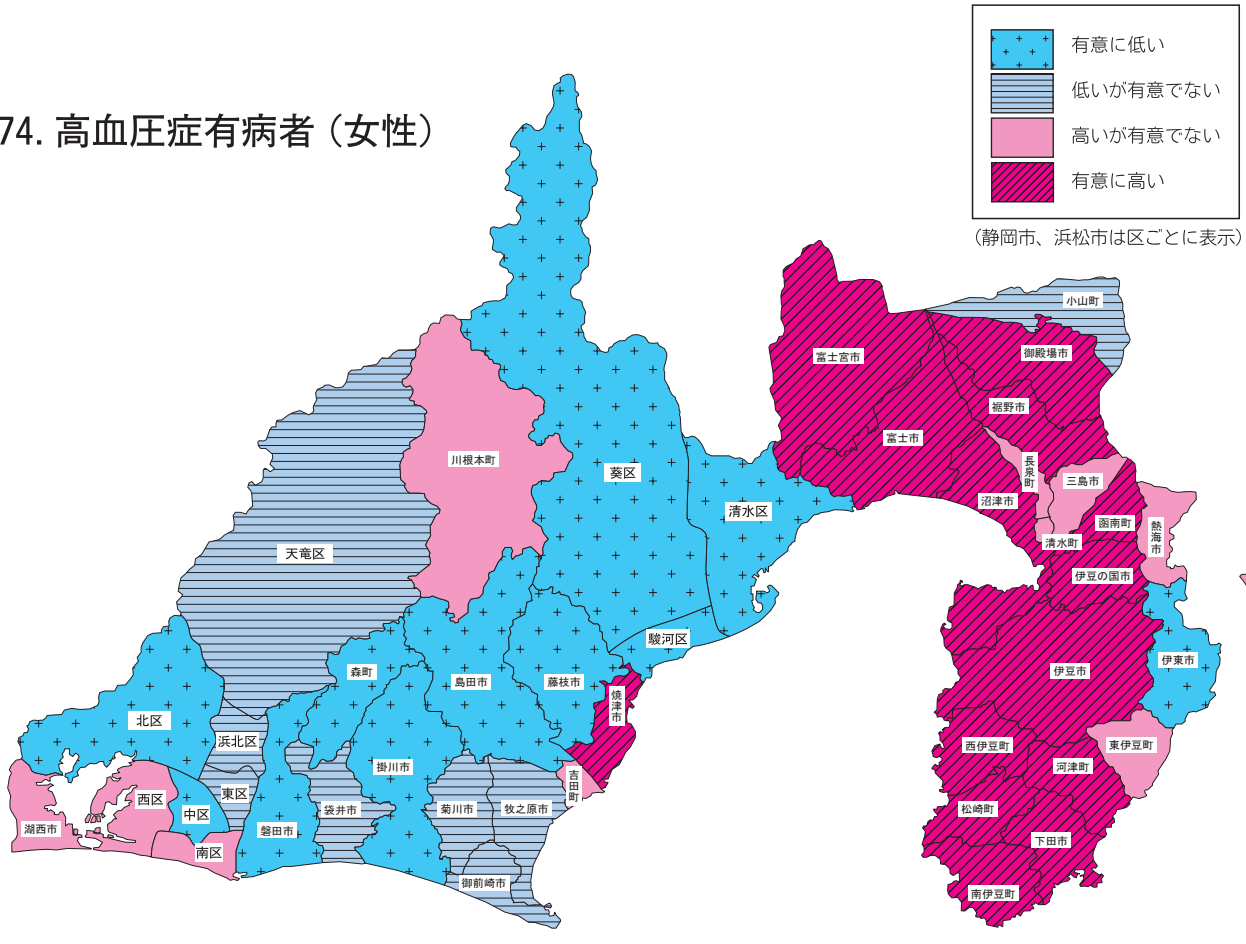 74. 高血圧症有病者（女性）
有意に低い
低いが有意でない
高いが有意でない
有意に高い
（静岡市、浜松市は区ごとに表示）
小山町
御殿場市
富士宮市
裾野市
富士市
川根本町
葵区
長泉町
三島市
沼津市
清水区
函南町
熱海市
清水町
天竜区
伊豆の国市
駿河区
伊東市
森町
島田市
藤枝市
伊豆市
焼津市
北区
浜北区
西伊豆町
東伊豆町
掛川市
河津町
吉田町
東区
西区
中区
袋井市
菊川市
牧之原市
松崎町
湖西市
磐田市
下田市
南区
御前崎市
南伊豆町